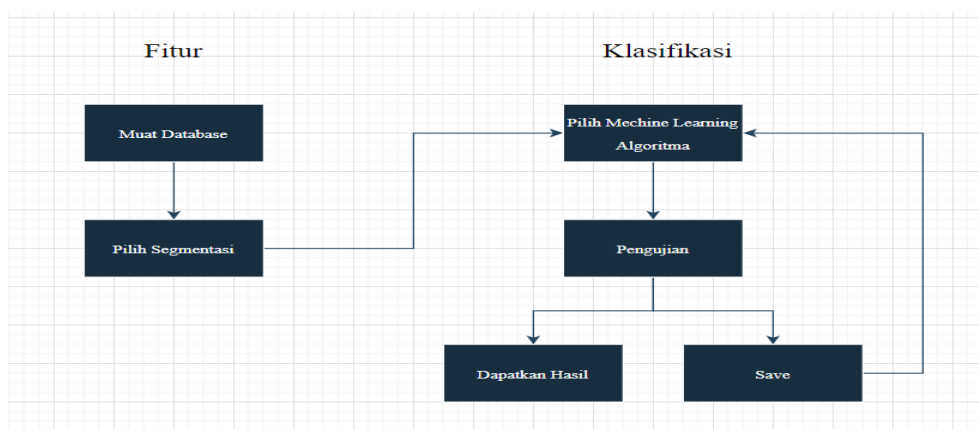 Fitur
Klasifikasi
Muat Database
Pilih Mechine Learning
Algoritma
Pilih Segmentasi
Pengujian
Dapatkan Hasil
Save